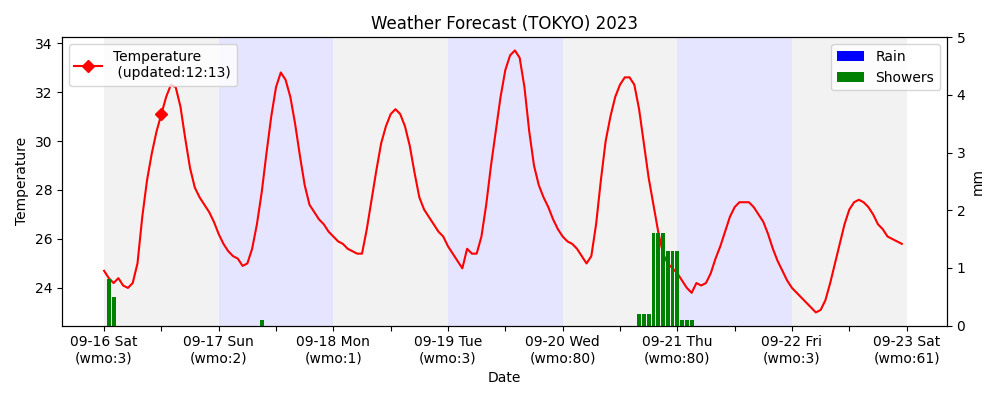 Weather Forecast (TOKYO) 2023
Temperature
(updated:12:13)
Rain
Showers
34
32
30
28
26
24
Temperature
5
4
3
2
1
0
mm
09-16 Sat 09-17 Sun 09-18 Mon 09-19 Tue 09-20 Wed 09-21 Thu 09-22 Fri 09-23 Sat
(wmo:3) (wmo:2) (wmo:1) (wmo:3) (wmo:80) (wmo:80) (wmo:3) (wmo:61)
Date